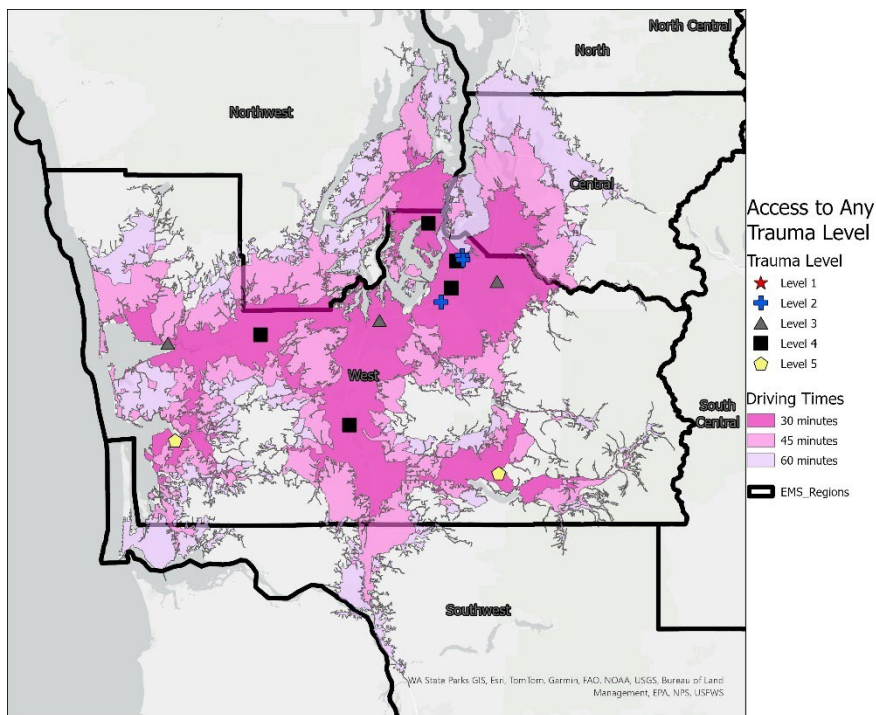 North Central
North
Northwest
Central
West
South
Central
Southwest
WA State Parks GIS, Esri, TomTom, Garmin, FAO, NOAA, USGS, Bureau of Land
Management, EPA, NPS, USFWS
Access to Any
Trauma Level
Trauma Level
Level 1
Level 2
Level 3
Level 4
Level 5
Driving Times
30 minutes
45 minutes
60 minutes
EMS_Regions